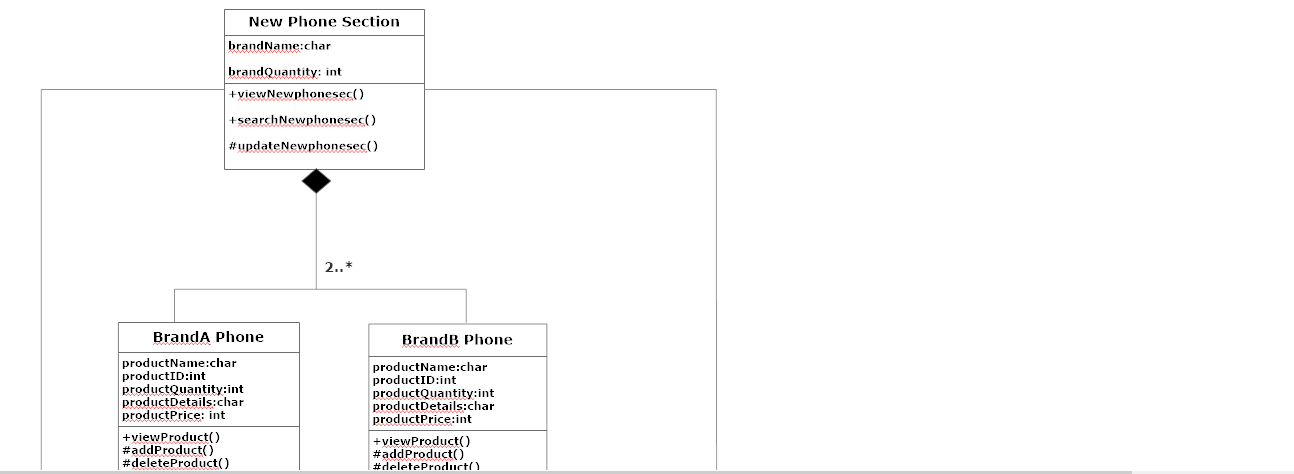 New Phone Section
brandName:char
brandQuantity: int
+viewNewphonesec()
+searchNewphonesec()
#updateNewphonesec()
2..*
BrandA Phone
productName:char
productID:int
productQuantity:int
productDetails:char
productPrice: int
+viewProduct()
#addProduct()
#deleteProduct()
BrandB Phone
productName:char
productID:int
productQuantity:int
productDetails:char
productPrice:int
+viewProduct()
#addProduct()
#deleteProduct()